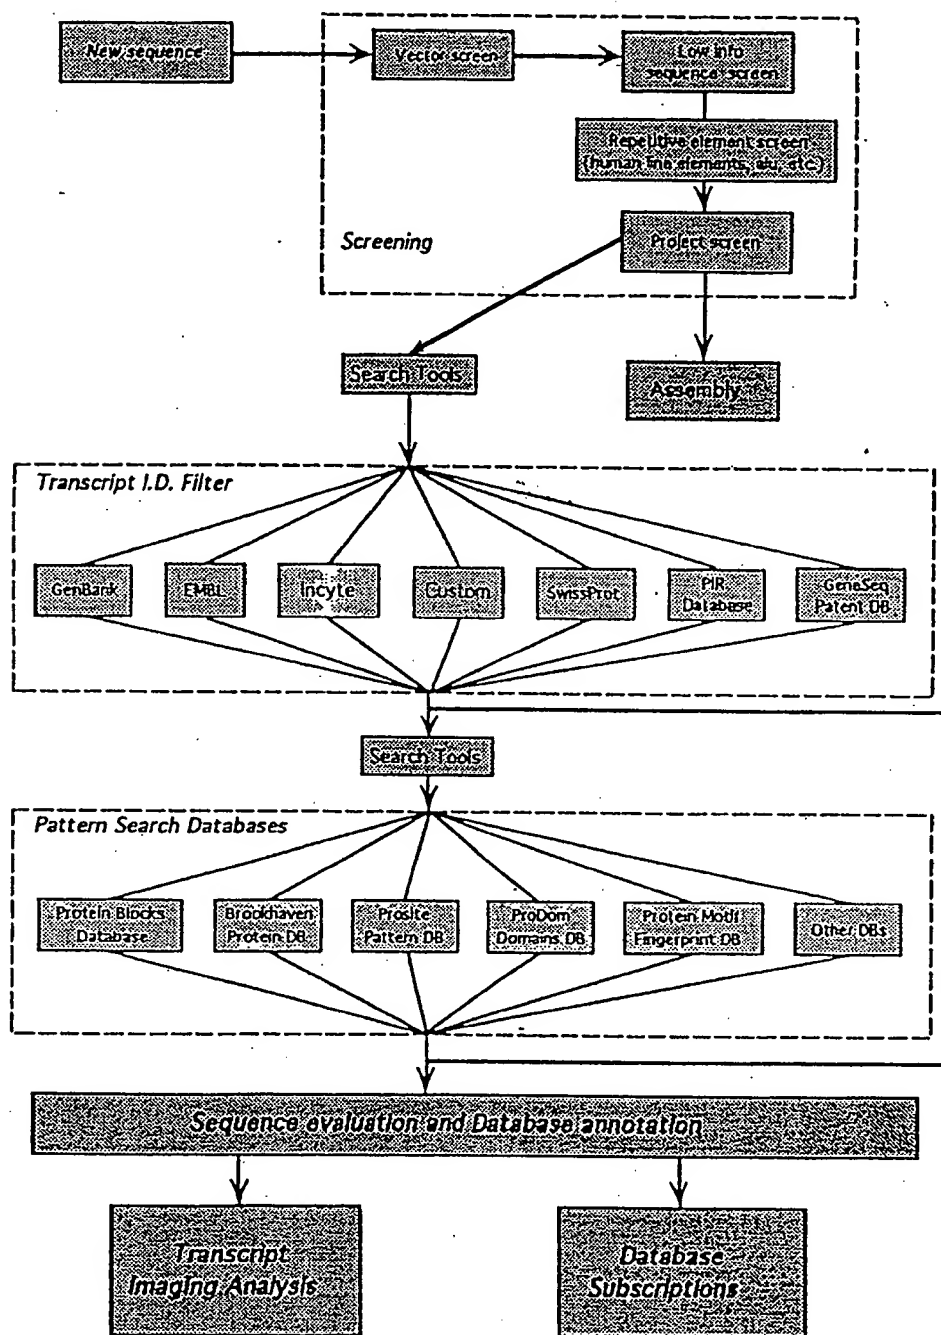 New sequence
Vector screen
Low info
sequence screen
Repetitive element screen
(human line elements, alu, etc.)
Screening
Project screen
Search Tools
Assembly
Transcript I.D. Filter
GenBank
EMBL
Incyte
Custom
SwissProt
PIR
Database
GeneSeq
Patent DB
Search Tools
Pattern Search Databases
Protein Blocks
Database
Brookhaven
Protein DB
Prosite
Pattern DB
ProDom
Domains DB
Protein Motif
Fingerprint DB
Other DBs
Sequence evaluation and Database annotation
Transcript
Imaging Analysis
Database
Subscriptions